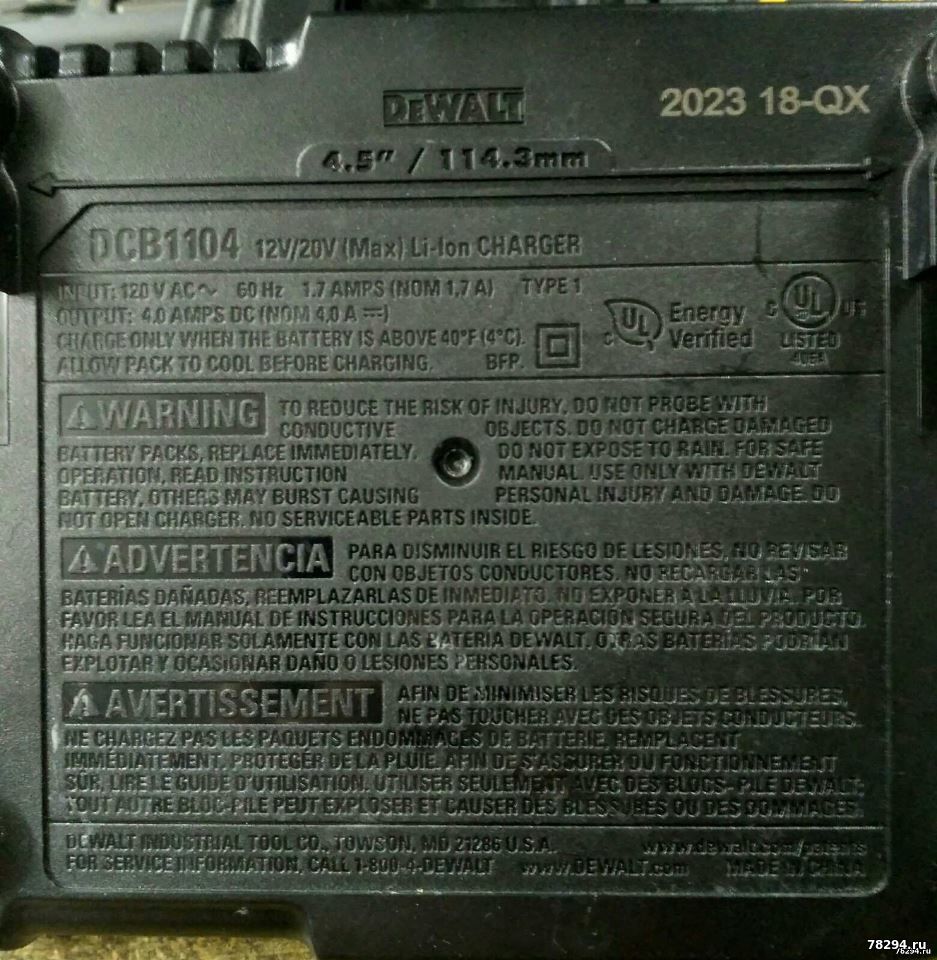 DEWALT
2023 18-QX
4.5" / 114.3mm
DCB1104 12V/20V (Max) Li-Ion CHARGER
INPUT: 120 V AC ~ 60 Hz 1.7 AMPS (NOM 1,7 A) TYPE 1
OUTPUT: 4.0 AMPS DC (NOM 4,0 A ⎓)
CHARGE ONLY WHEN THE BATTERY IS ABOVE 40°F (4°C).
ALLOW PACK TO COOL BEFORE CHARGING. BFP.
C UL Energy Verified
C UL US
LISTED
⚠WARNING TO REDUCE THE RISK OF INJURY, DO NOT PROBE WITH
CONDUCTIVE OBJECTS. DO NOT CHARGE DAMAGED
BATTERY PACKS, REPLACE IMMEDIATELY. DO NOT EXPOSE TO RAIN. FOR SAFE
OPERATION, READ INSTRUCTION MANUAL. USE ONLY WITH DEWALT
BATTERY, OTHERS MAY BURST CAUSING PERSONAL INJURY AND DAMAGE. DO
NOT OPEN CHARGER. NO SERVICEABLE PARTS INSIDE.
⚠ADVERTENCIA PARA DISMINUIR EL RIESGO DE LESIONES, NO REVISAR
CON OBJETOS CONDUCTORES. NO RECARGAR LAS
BATERÍAS DAÑADAS, REEMPLAZARLAS DE INMEDIATO. NO EXPONER A LA LLUVIA. POR
FAVOR LEA EL MANUAL DE INSTRUCCIONES PARA LA OPERACIÓN SEGURA DEL PRODUCTO.
HAGA FUNCIONAR SOLAMENTE CON LAS BATERIA DEWALT. OTRAS BATERÍAS PODRÍAN
EXPLOTAR Y OCASIONAR DAÑO O LESIONES PERSONALES.
⚠AVERTISSEMENT AFIN DE MINIMISER LES RISQUES DE BLESSURES,
NE PAS TOUCHER AVEC DES OBJETS CONDUCTEURS.
NE CHARGEZ PAS LES PAQUETS ENDOMMAGES DE BATTERIE, REMPLACENT
IMMÉDIATEMENT. PROTÉGER DE LA PLUIE. AFIN DE S'ASSURER DU FONCTIONNEMENT
SÛR, LIRE LE GUIDE D'UTILISATION. UTILISER SEULEMENT AVEC DES BLOCS-PILE DEWALT.
TOUT AUTRE BLOC-PILE PEUT EXPLOSER ET CAUSER DES BLESSURES OU DES DOMMAGES.
DEWALT INDUSTRIAL TOOL CO., TOWSON, MD 21286 U.S.A. www.dewalt.com/patents
FOR SERVICE INFORMATION, CALL 1-800-4-DEWALT www.DEWALT.com MADE IN CHINA
78294.ru
78294.ru